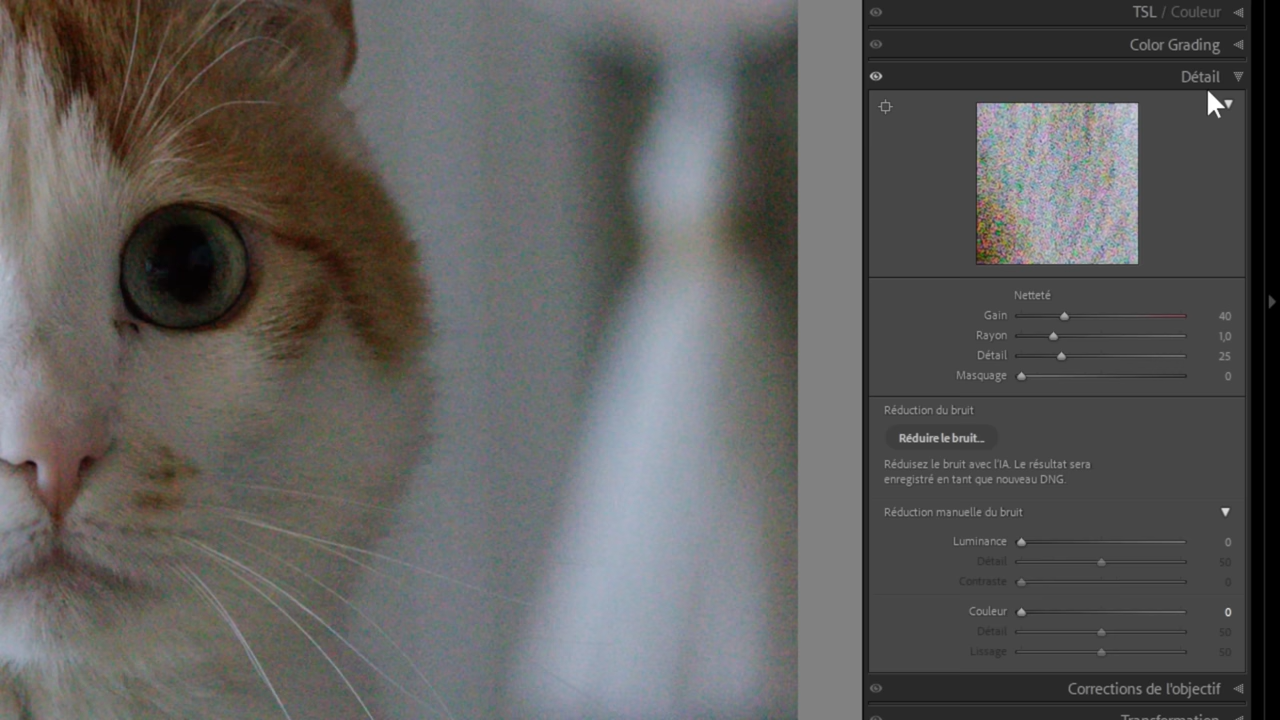 TSL / Couleur
Color Grading
Détail
Netteté
Gain 40
Rayon 1,0
Détail 25
Masquage 0
Réduction du bruit
Réduire le bruit...
Réduisez le bruit avec l'IA. Le résultat sera
enregistré en tant que nouveau DNG.
Réduction manuelle du bruit
Luminance 0
Détail 50
Contraste 0
Couleur 0
Détail 50
Lissage 50
Corrections de l'objectif
Transformation